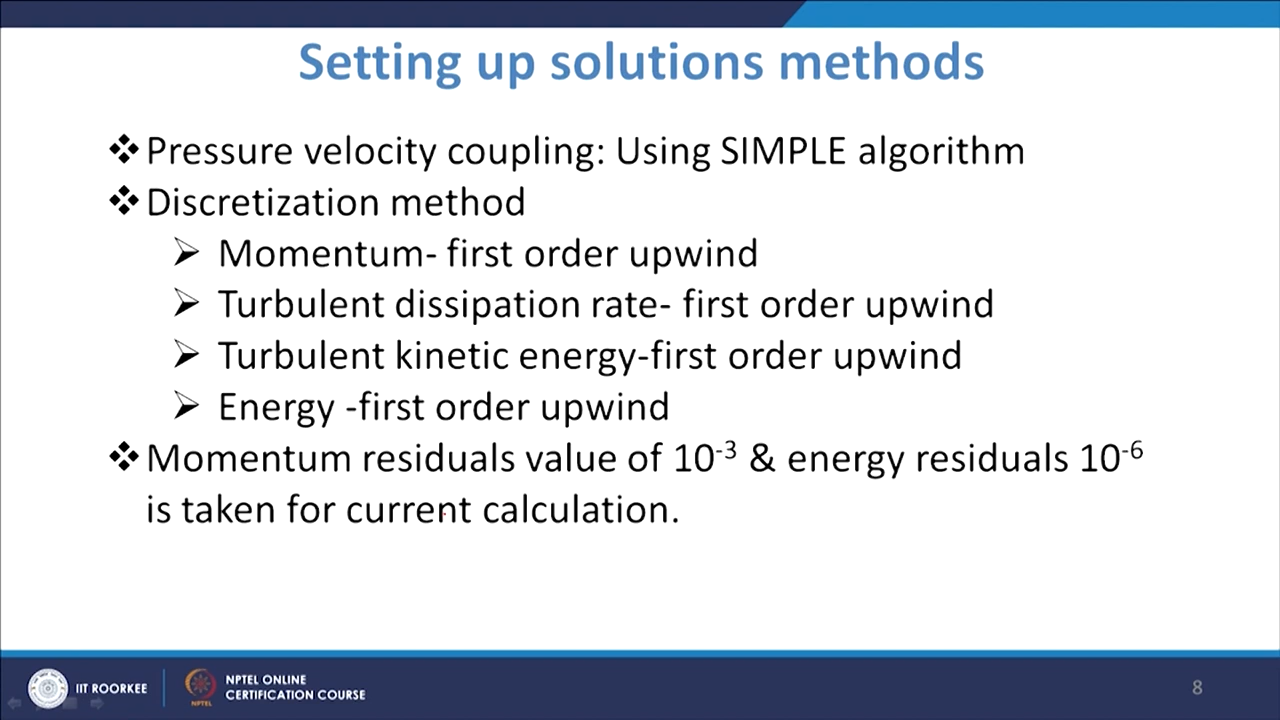 Setting up solutions methods
❖Pressure velocity coupling: Using SIMPLE algorithm
❖Discretization method
➢ Momentum- first order upwind
➢ Turbulent dissipation rate- first order upwind
➢ Turbulent kinetic energy-first order upwind
➢ Energy -first order upwind
❖Momentum residuals value of 10⁻³ & energy residuals 10⁻⁶
is taken for current calculation.
IIT ROORKEE
NPTEL
NPTEL ONLINE
CERTIFICATION COURSE
8